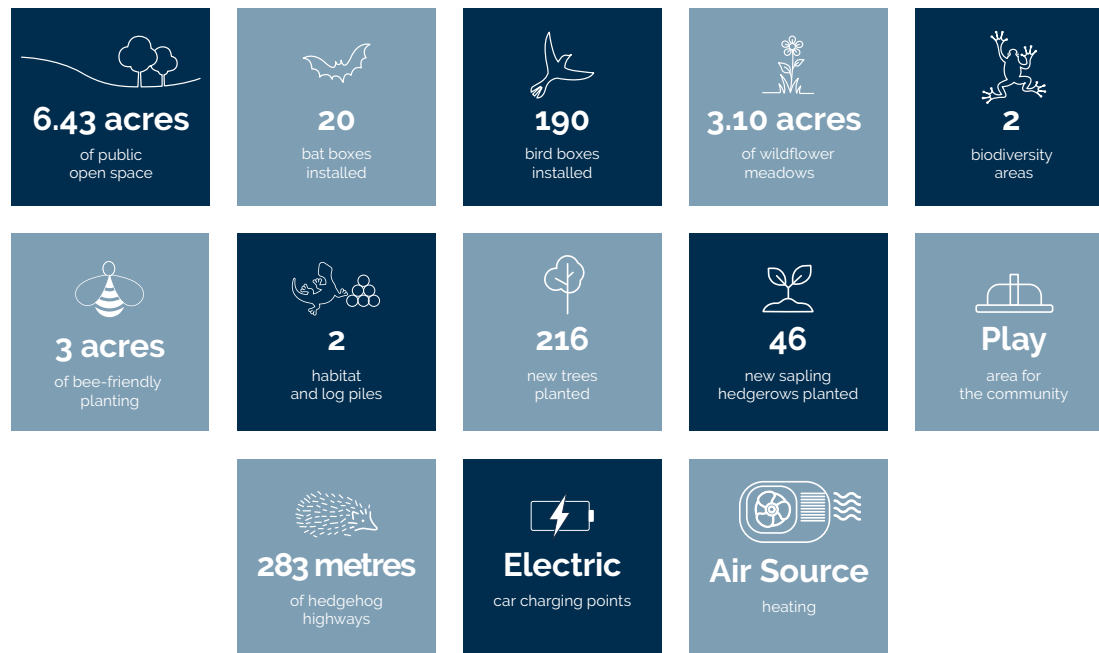 6.43 acres
of public
open space
20
bat boxes
installed
190
bird boxes
installed
3.10 acres
of wildflower
meadows
2
biodiversity
areas
3 acres
of bee-friendly
planting
2
habitat
and log piles
216
new trees
planted
46
new sapling
hedgerows planted
Play
area for
the community
283 metres
of hedgehog
highways
Electric
car charging points
Air Source
heating